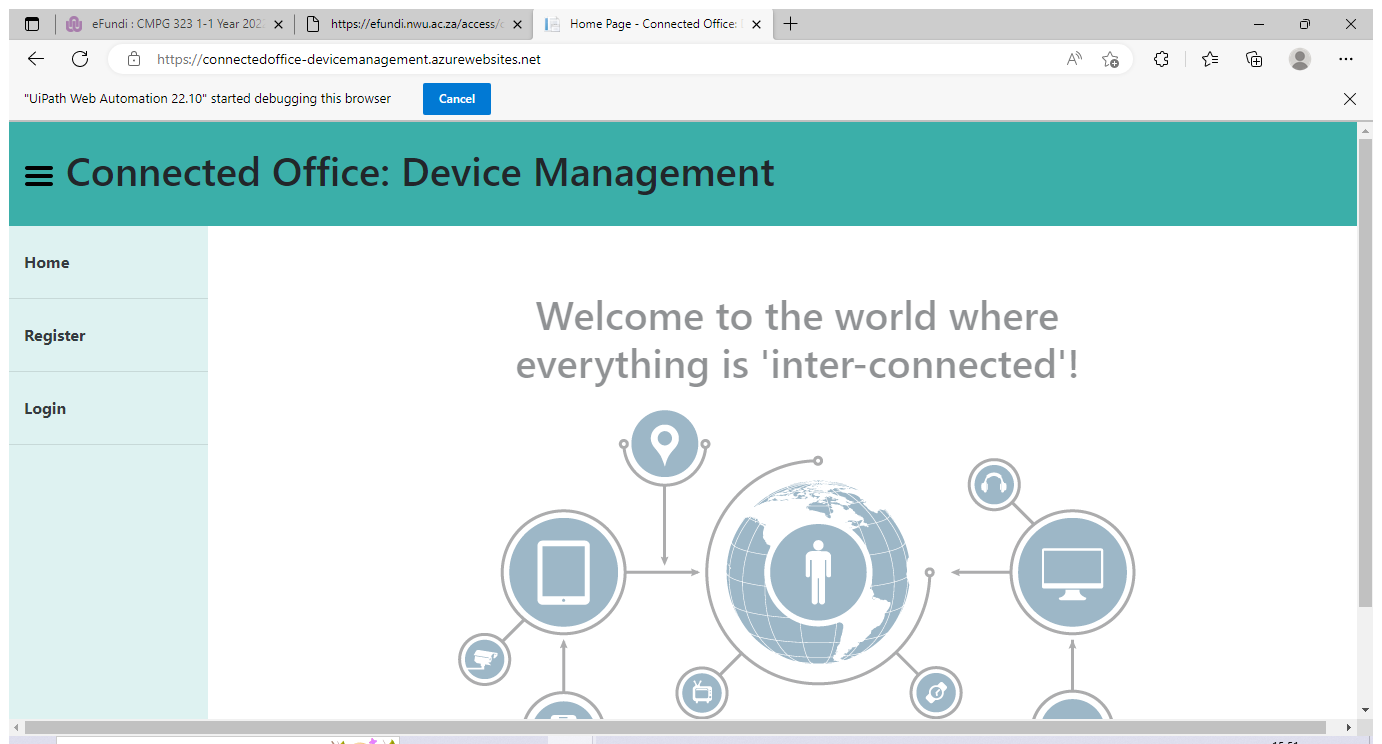 eFundi : CMPG 323 1-1 Year 202
https://efundi.nwu.ac.za/access/c
Home Page - Connected Office:
https://connectedoffice-devicemanagement.azurewebsites.net
"UiPath Web Automation 22.10" started debugging this browser
Cancel
Connected Office: Device Management
Home
Register
Login
Welcome to the world where
everything is 'inter-connected'!